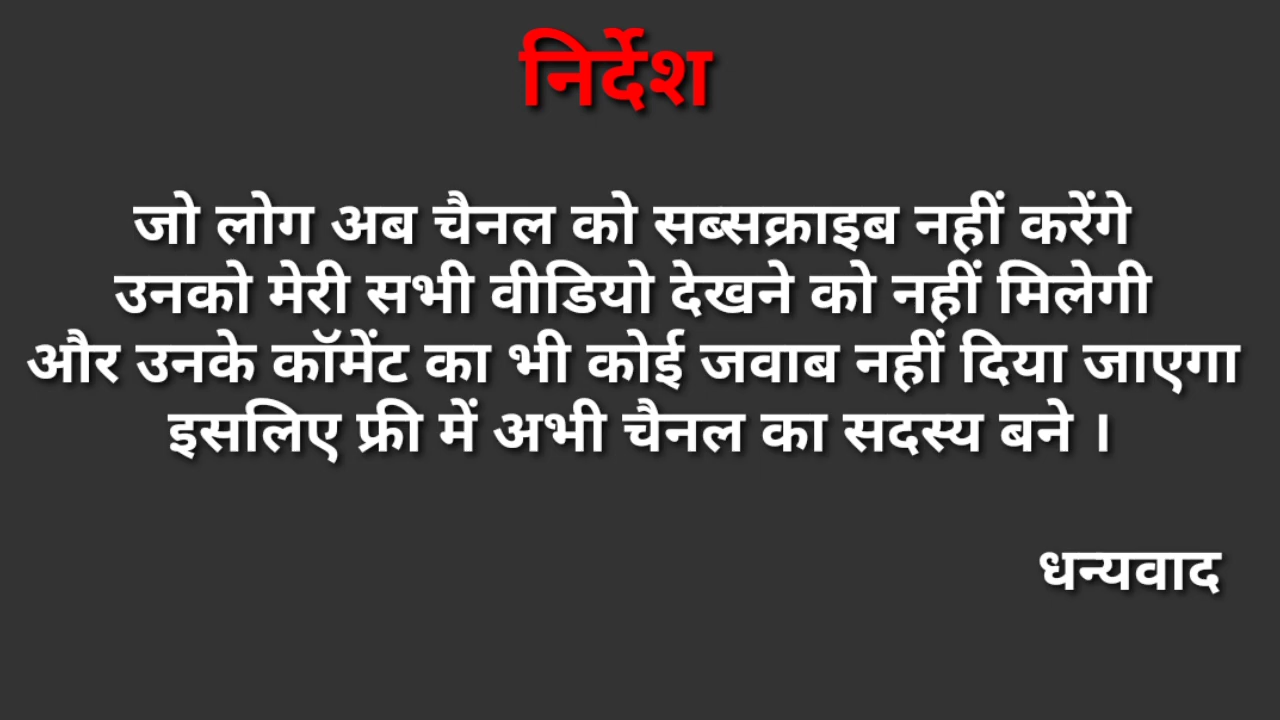 निर्देश
जो लोग अब चैनल को सब्सक्राइब नहीं करेंगे
उनको मेरी सभी वीडियो देखने को नहीं मिलेगी
और उनके कॉमेंट का भी कोई जवाब नहीं दिया जाएगा
इसलिए फ्री में अभी चैनल का सदस्य बने ।
धन्यवाद